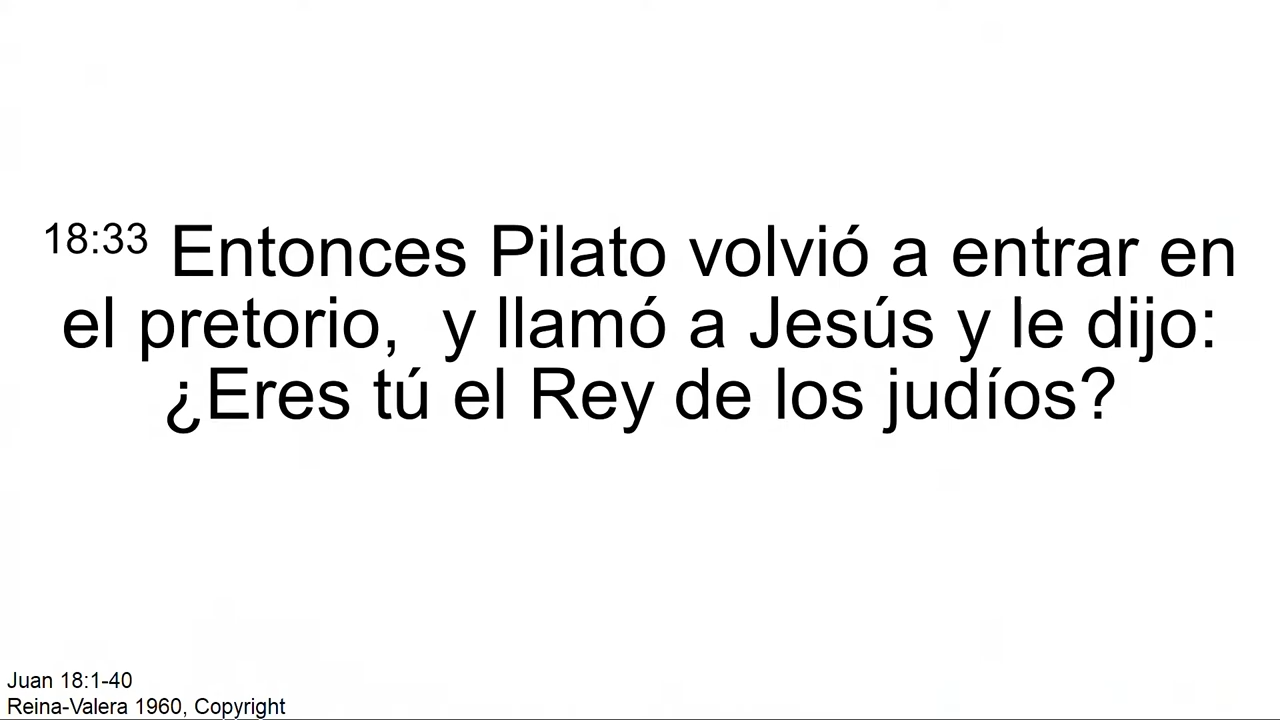 18:33 Entonces Pilato volvió a entrar en
el pretorio,  y llamó a Jesús y le dijo:
¿Eres tú el Rey de los judíos?
Juan 18:1-40
Reina-Valera 1960, Copyright